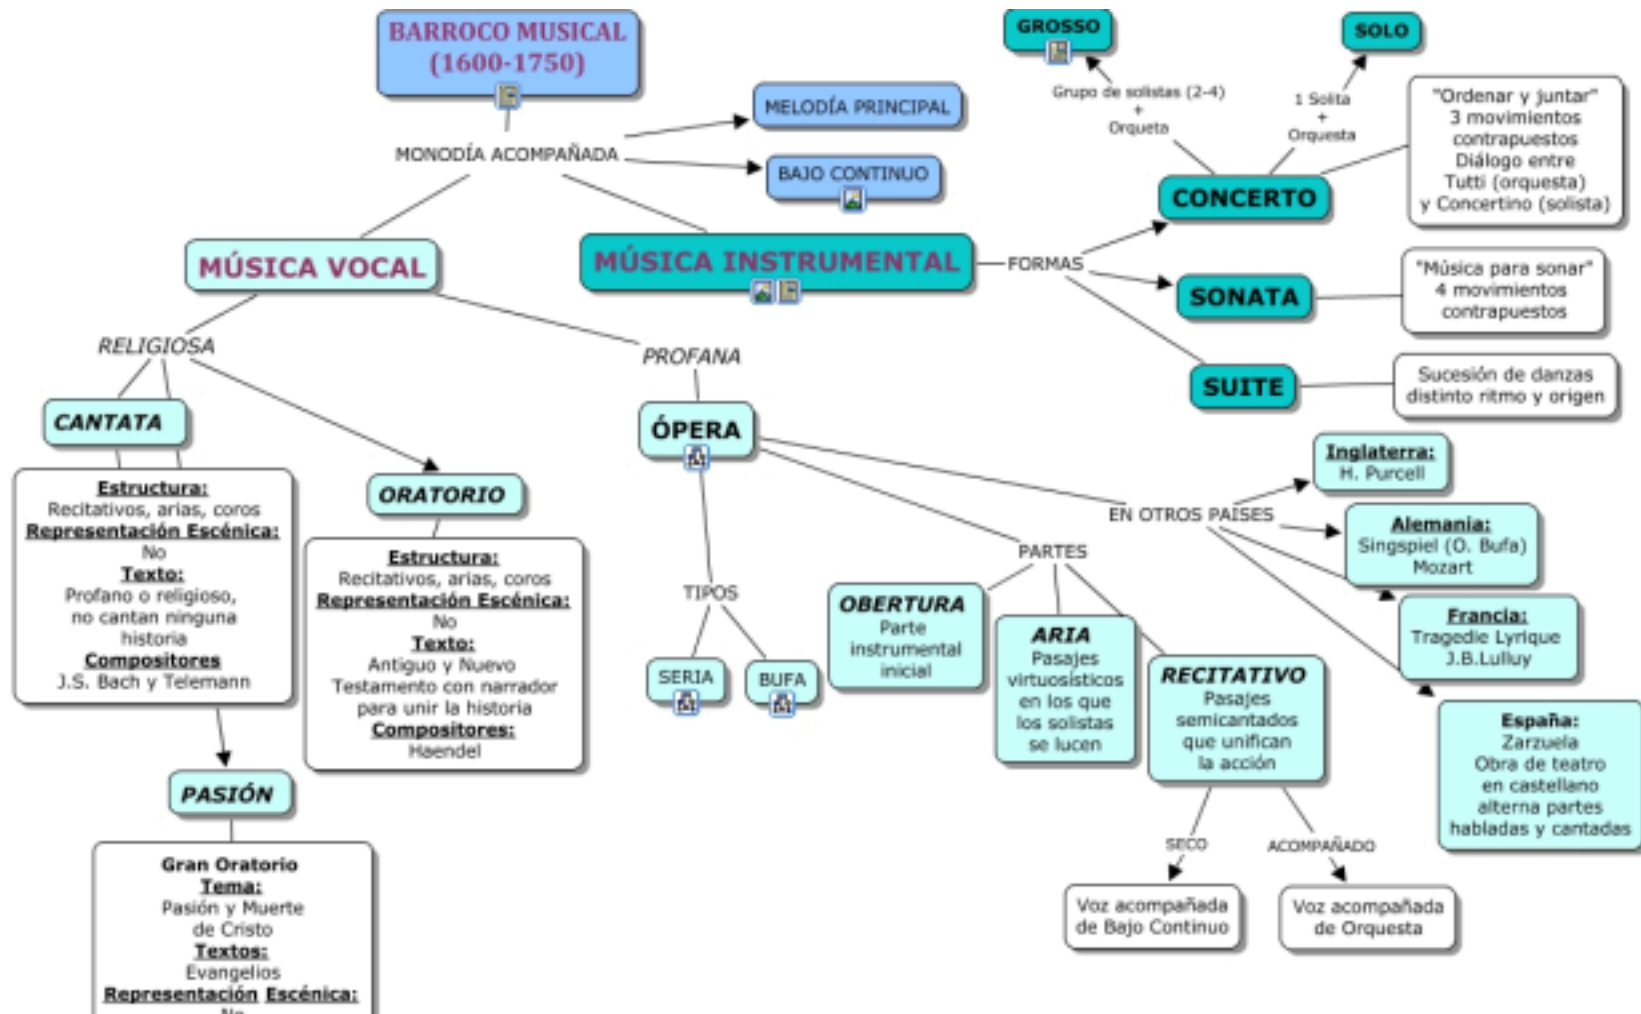 BARROCO MUSICAL
(1600-1750)
MONODÍA ACOMPAÑADA
MELODÍA PRINCIPAL
BAJO CONTINUO
MÚSICA VOCAL
MÚSICA INSTRUMENTAL
FORMAS
GROSSO
SOLO
Grupo de solistas (2-4)
+
Orqueta
1 Solita
+
Orquesta
CONCERTO
"Ordenar y juntar"
3 movimientos
contrapuestos
Diálogo entre
Tutti (orquesta)
y Concertino (solista)
SONATA
"Música para sonar"
4 movimientos
contrapuestos
SUITE
Sucesión de danzas
distinto ritmo y origen
RELIGIOSA
PROFANA
CANTATA
Estructura:
Recitativos, arias, coros
Representación Escénica:
No
Texto:
Profano o religioso,
no cantan ninguna
historia
Compositores
J.S. Bach y Telemann
ORATORIO
Estructura:
Recitativos, arias, coros
Representación Escénica:
No
Texto:
Antiguo y Nuevo
Testamento con narrador
para unir la historia
Compositores:
Haendel
PASIÓN
Gran Oratorio
Tema:
Pasión y Muerte
de Cristo
Textos:
Evangelios
Representación Escénica:
No
ÓPERA
TIPOS
SERIA
BUFA
PARTES
OBERTURA
Parte
instrumental
inicial
ARIA
Pasajes
virtuosísticos
en los que
los solistas
se lucen
RECITATIVO
Pasajes
semicantados
que unifican
la acción
SECO
ACOMPAÑADO
Voz acompañada
de Bajo Continuo
Voz acompañada
de Orquesta
EN OTROS PAÍSES
Inglaterra:
H. Purcell
Alemania:
Singspiel (O. Bufa)
Mozart
Francia:
Tragedie Lyrique
J.B.Lulluy
España:
Zarzuela
Obra de teatro
en castellano
alterna partes
habladas y cantadas